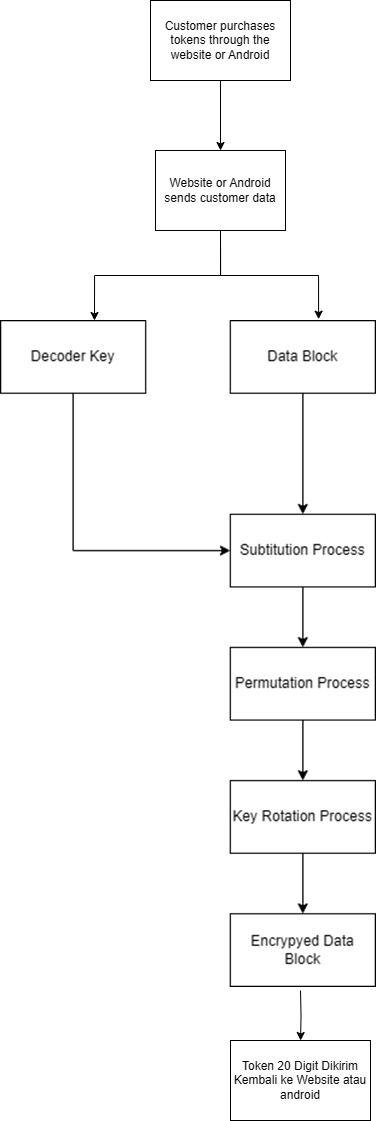 Customer purchases
tokens through the
website or Android
Website or Android
sends customer data
Decoder Key
Data Block
Subtitution Process
Permutation Process
Key Rotation Process
Encrypyed Data
Block
Token 20 Digit Dikirim
Kembali ke Website atau
android